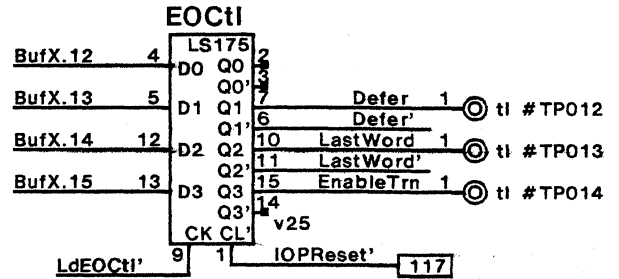 EOCtl
LS175
BufX.12 4 D0 Q0 2
Q0' 3
BufX.13 5 D1 Q1 7 Defer 1 tl #TP012
Q1' 6 Defer'
BufX.14 12 D2 Q2 10 LastWord 1 tl #TP013
Q2' 11 LastWord'
BufX.15 13 D3 Q3 15 EnableTrn 1 tl #TP014
Q3' 14
v25
CK CL'
9 1 IOPReset' 117
LdEOCtl'